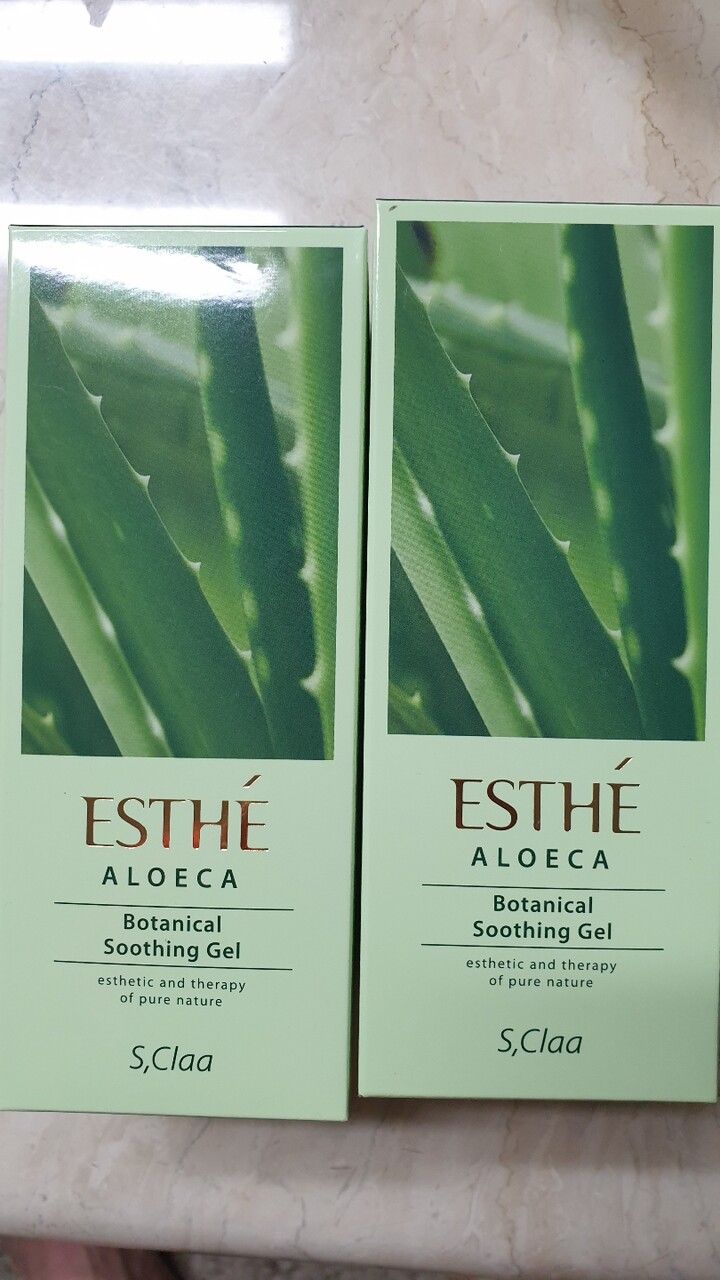 ESTHÉ
ALOECA
Botanical
Soothing Gel
esthetic and therapy
of pure nature
S,Claa
ESTHÉ
ALOECA
Botanical
Soothing Gel
esthetic and therapy
of pure nature
S,Claa